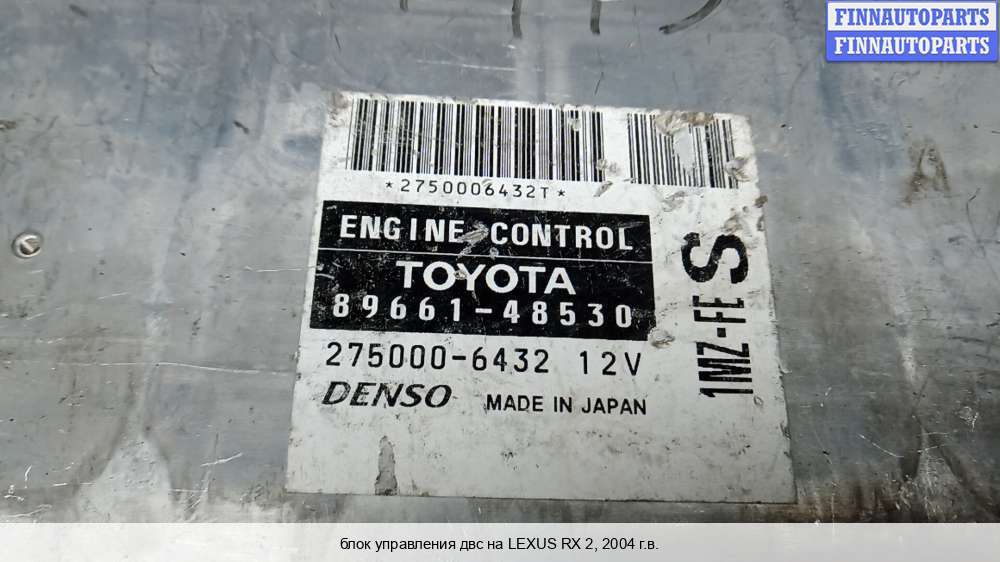 FINNAUTOPARTS
FINNAUTOPARTS
*2750006432T*
ENGINE CONTROL
TOYOTA
89661-48530
275000-6432 12V
DENSO MADE IN JAPAN
1MZ-FE S
блок управления двс на LEXUS RX 2, 2004 г.в.